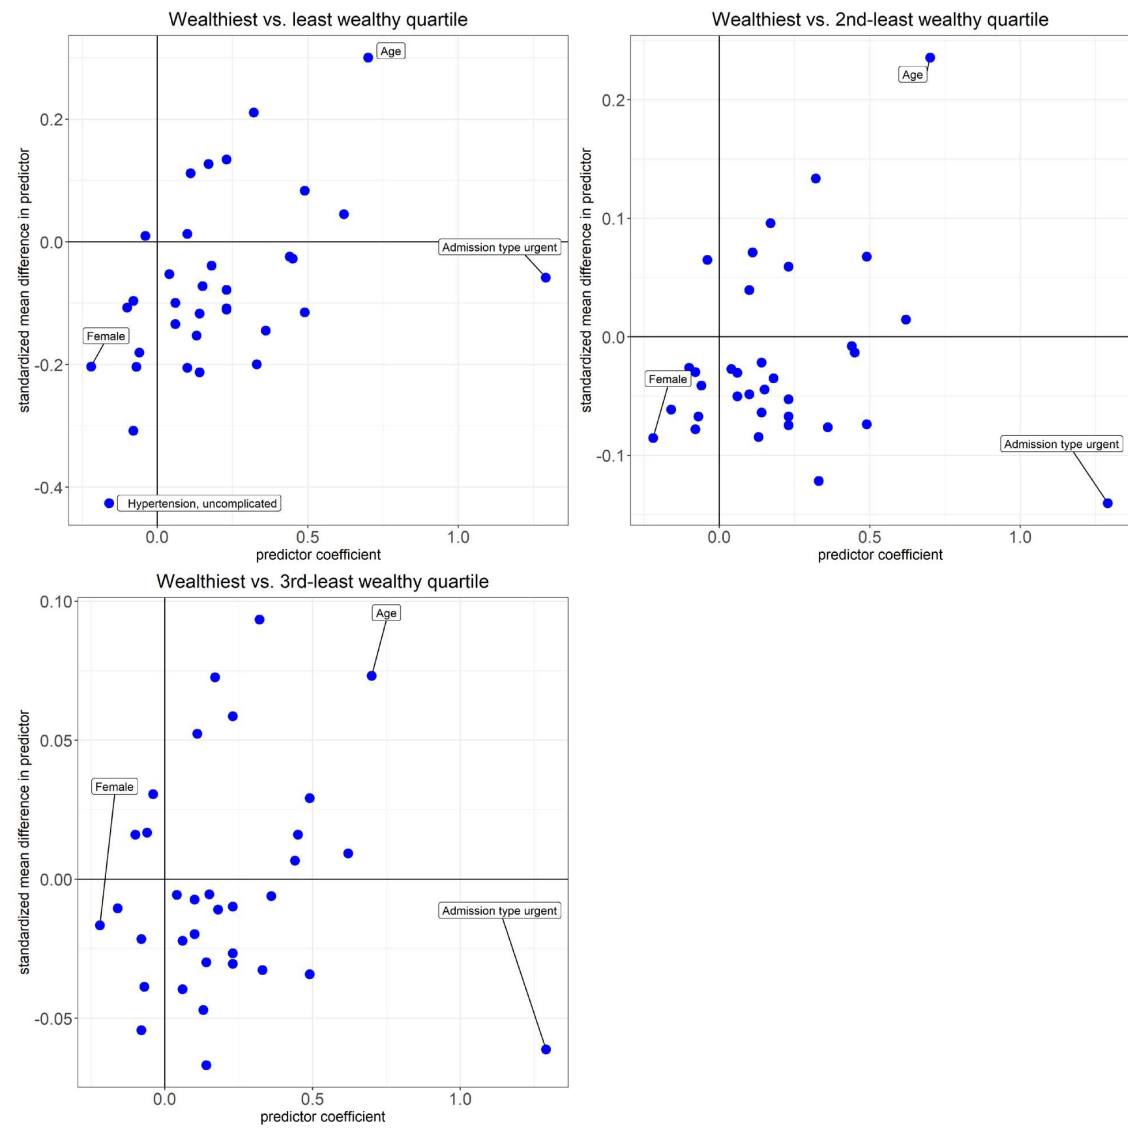 Wealthiest vs. least wealthy quartile
standardized mean difference in predictor
0.2
0.0
-0.2
-0.4
Age
Admission type urgent
Female
Hypertension, uncomplicated
0.0 0.5 1.0
predictor coefficient
Wealthiest vs. 2nd-least wealthy quartile
standardized mean difference in predictor
0.2
0.1
0.0
-0.1
Age
Female
Admission type urgent
0.0 0.5 1.0
predictor coefficient
Wealthiest vs. 3rd-least wealthy quartile
standardized mean difference in predictor
0.10
0.05
0.00
-0.05
Age
Female
Admission type urgent
0.0 0.5 1.0
predictor coefficient